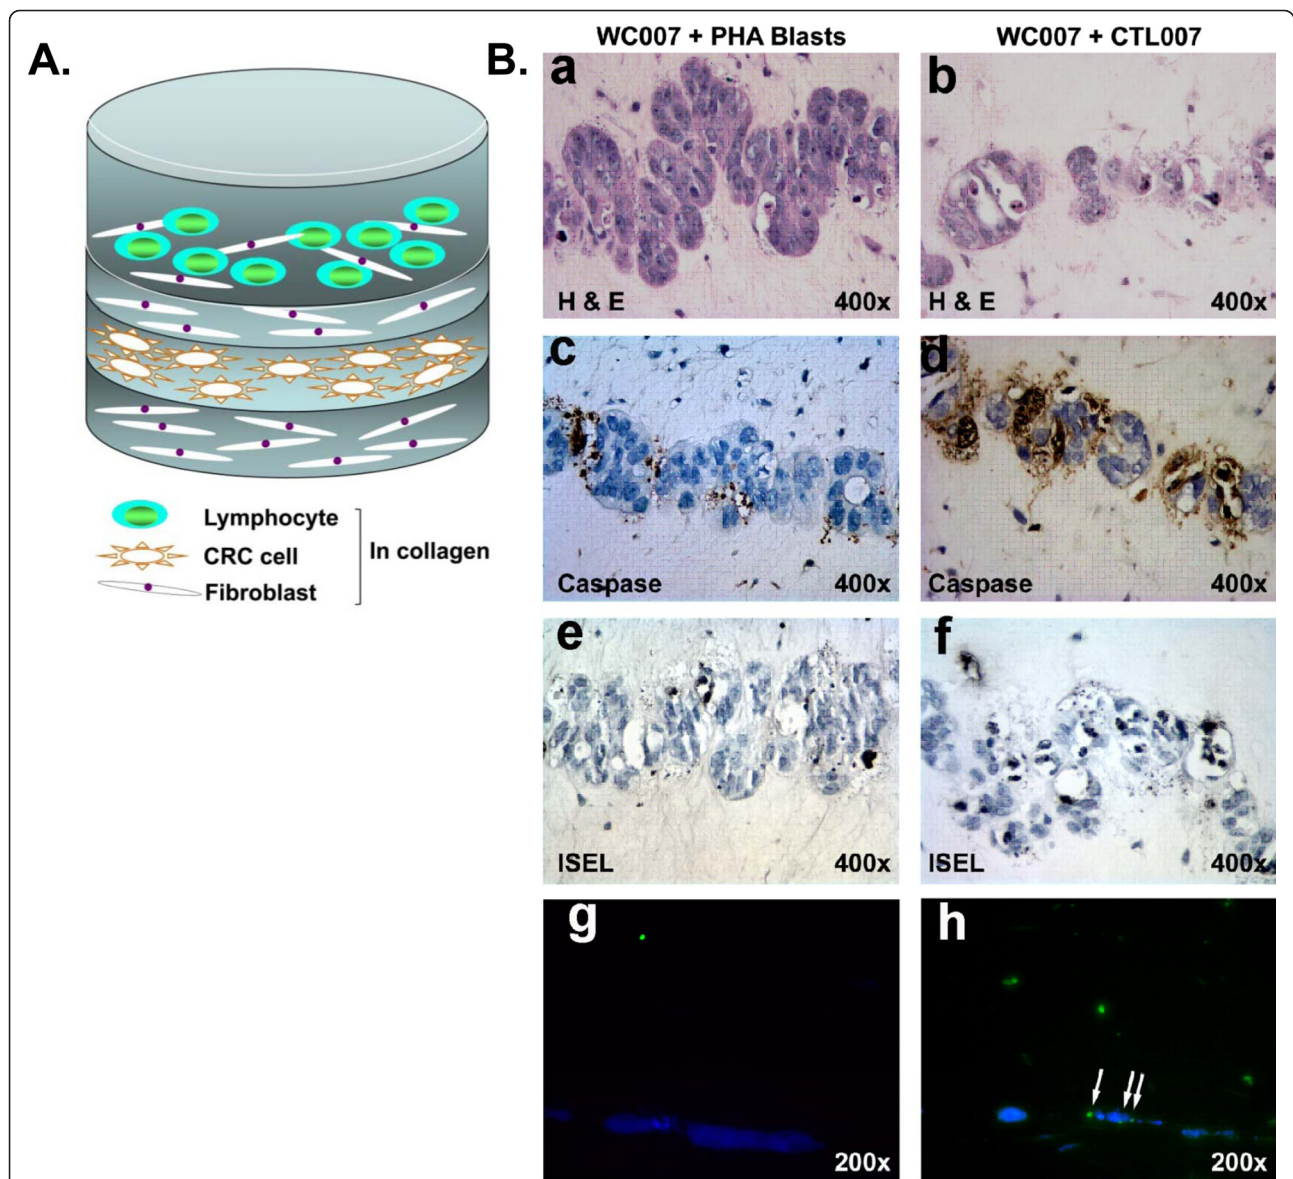 A.
B.
WC007 + PHA Blasts
WC007 + CTL007
a
H & E
400x
b
H & E
400x
c
Caspase
400x
d
Caspase
400x
e
ISEL
400x
f
ISEL
400x
g
200x
h
200x
Lymphocyte
CRC cell
Fibroblast
In collagen